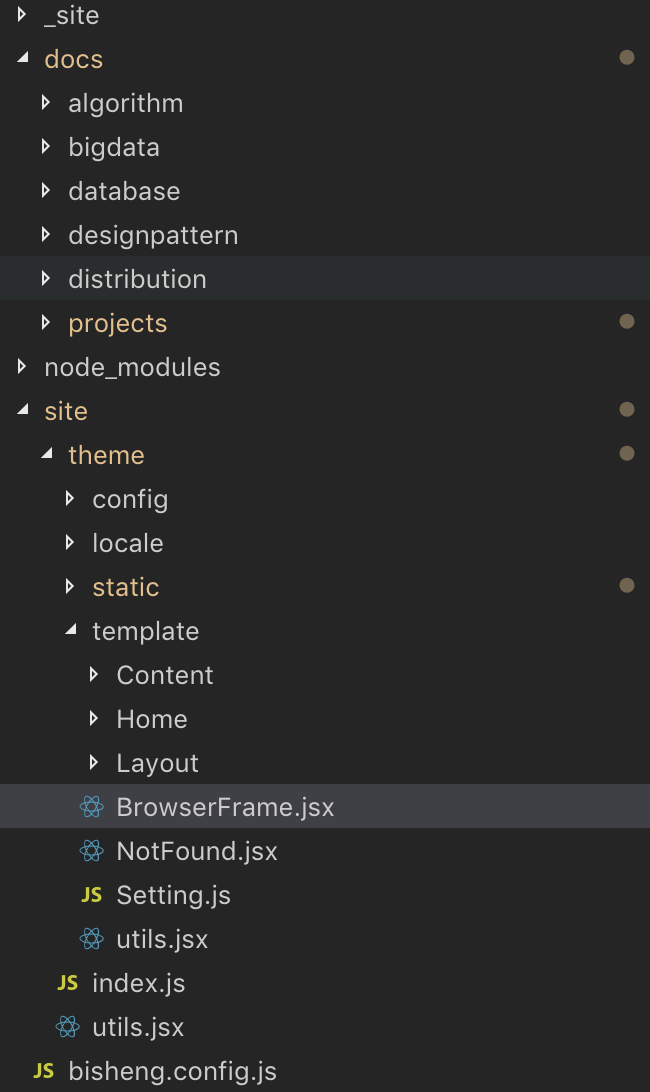 _site
docs
algorithm
bigdata
database
designpattern
distribution
projects
node_modules
site
theme
config
locale
static
template
Content
Home
Layout
BrowserFrame.jsx
NotFound.jsx
JS Setting.js
utils.jsx
JS index.js
utils.jsx
JS bisheng.config.js